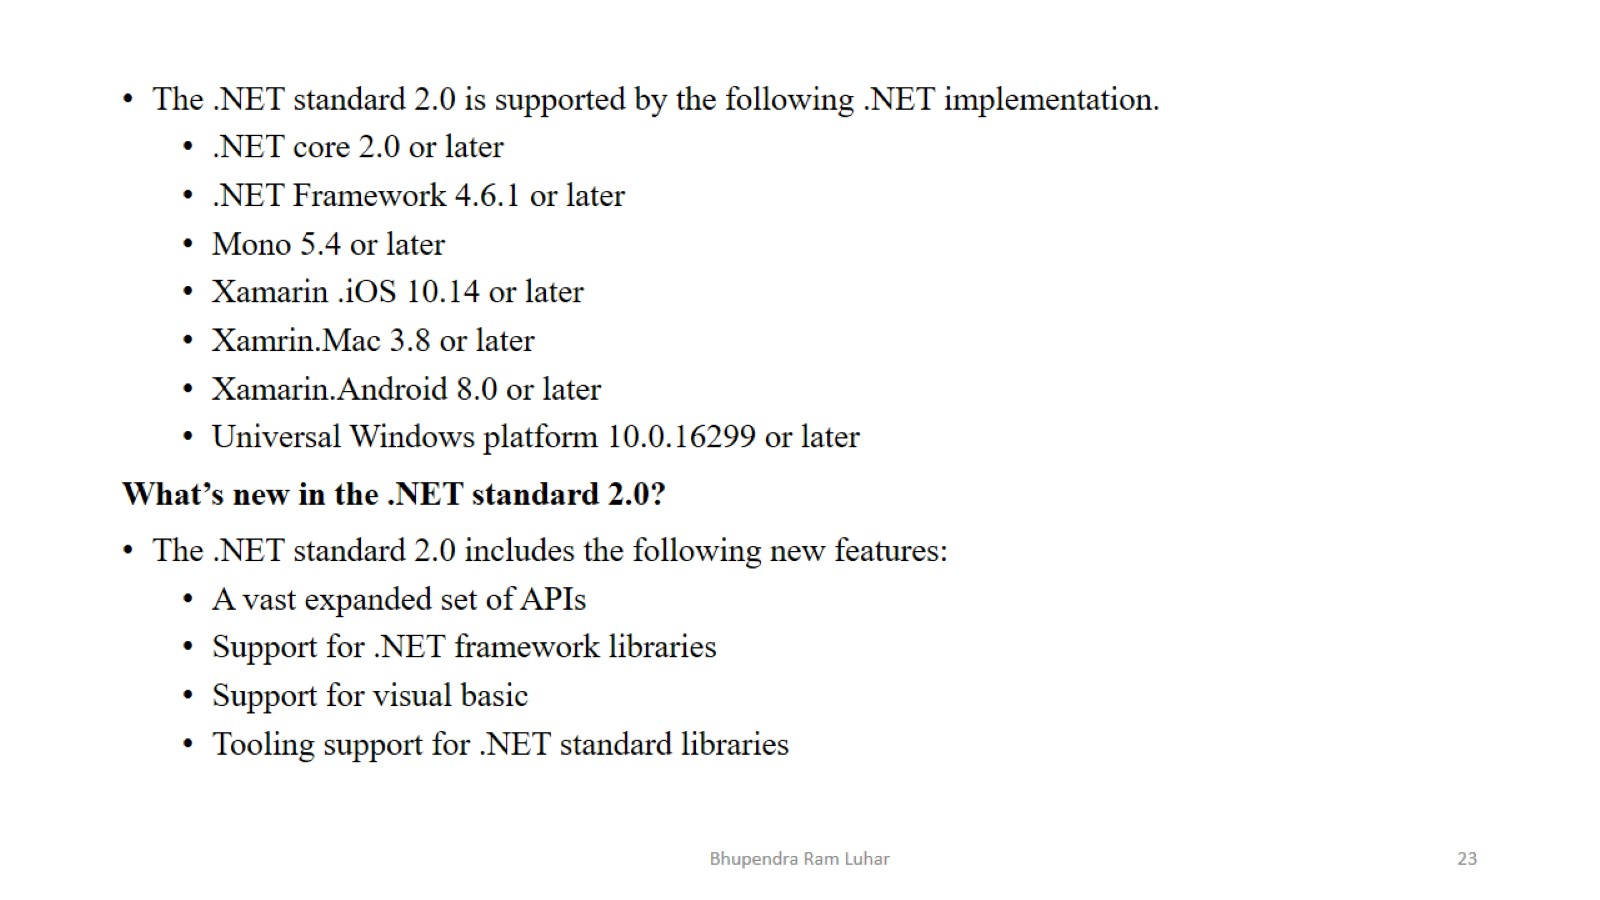 • The .NET standard 2.0 is supported by the following .NET implementation.
• .NET core 2.0 or later
• .NET Framework 4.6.1 or later
• Mono 5.4 or later
• Xamarin .iOS 10.14 or later
• Xamrin.Mac 3.8 or later
• Xamarin.Android 8.0 or later
• Universal Windows platform 10.0.16299 or later
What’s new in the .NET standard 2.0?
• The .NET standard 2.0 includes the following new features:
• A vast expanded set of APIs
• Support for .NET framework libraries
• Support for visual basic
• Tooling support for .NET standard libraries
Bhupendra Ram Luhar
23